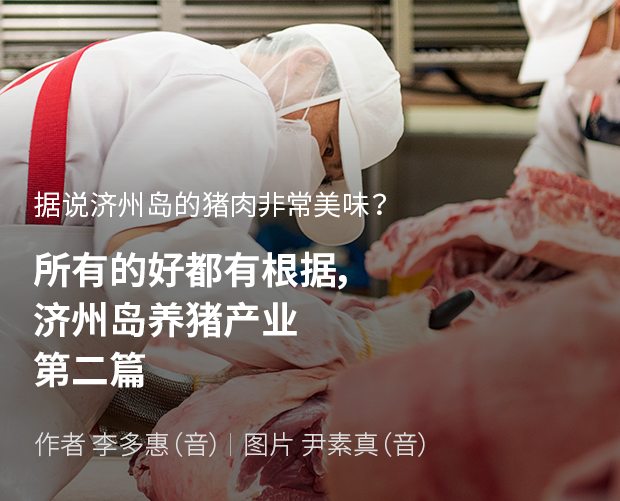 据说济州岛的猪肉非常美味？
所有的好都有根据，
济州岛养猪产业
第二篇
作者 李多惠（音）| 图片 尹素真（音）